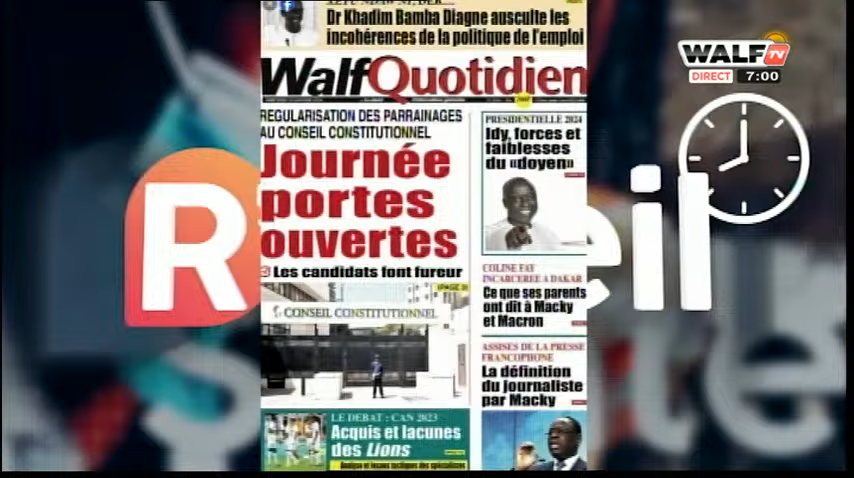 Dr Khadim Bamba Diagne ausculte les
incohérences de la politique de l'emploi
WALF TV
DIRECT 7:00
WalfQuotidien
REGULARISATION DES PARRAINAGES
AU CONSEIL CONSTITUTIONNEL
Journée
portes
ouvertes
Les candidats font fureur
(PAGE 3)
CONSEIL CONSTITUTIONNEL
LE DEBAT : CAN 2023
Acquis et lacunes
des Lions
PRESIDENTIELLE 2024
Idy, forces et
faiblesses
du «doyen»
COLINE FAY
INCARCEREE A DAKAR
Ce que ses parents
ont dit à Macky
et Macron
ASSISES DE LA PRESSE
FRANCOPHONE
La définition
du journaliste
par Macky
R eil